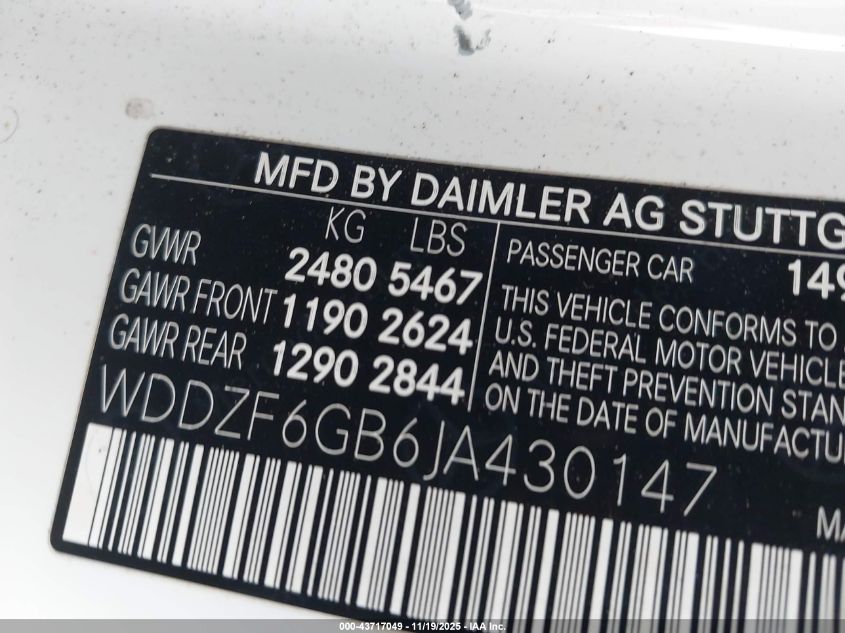 MFD BY DAIMLER AG STUTTG
KG LBS
GVWR 2480 5467
GAWR FRONT 1190 2624
GAWR REAR 1290 2844
PASSENGER CAR 149
THIS VEHICLE CONFORMS TO
U.S. FEDERAL MOTOR VEHICLE
AND THEFT PREVENTION STAN
ON THE DATE OF MANUFACTU
WDDZF6GB6JA430147
MA
000-43717049 - 11/19/2025 - IAA Inc.